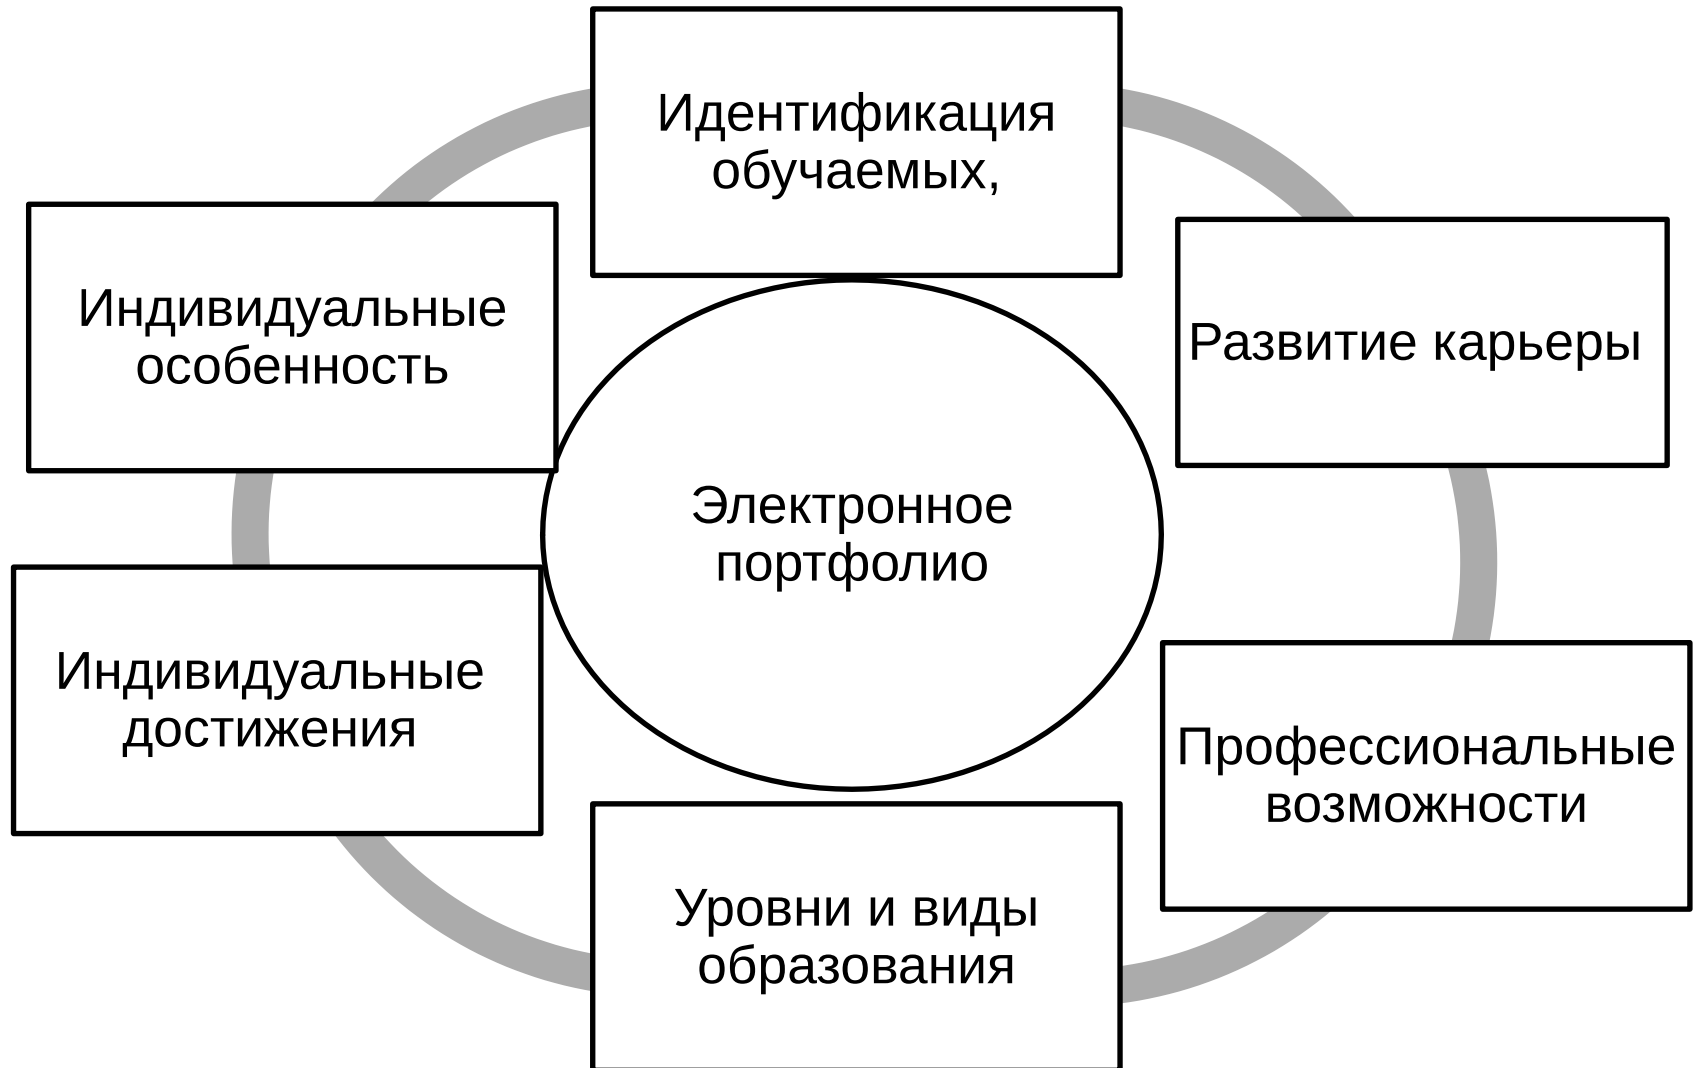 Идентификация
обучаемых,
Индивидуальные
особенность
Развитие карьеры
Электронное
портфолио
Индивидуальные
достижения
Профессиональные
возможности
Уровни и виды
образования